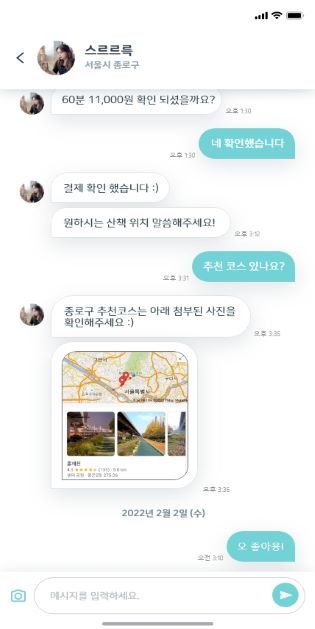 스르르륵
서울시 종로구
60분 11,000원 확인 되셨을까요?
오후 1:30
네 확인했습니다
오후 1:30
결제 확인 했습니다 :)
원하시는 산책 위치 말씀해주세요!
오후 3:12
추천 코스 있나요?
오후 3:31
종로구 추천코스는 아래 첨부된 사진을
확인해주세요 :)
오후 3:35
서울특별시
오후 3:35
2022년 2월 2일 (수)
오 좋아용!
오전 3:10
메시지를 입력하세요.